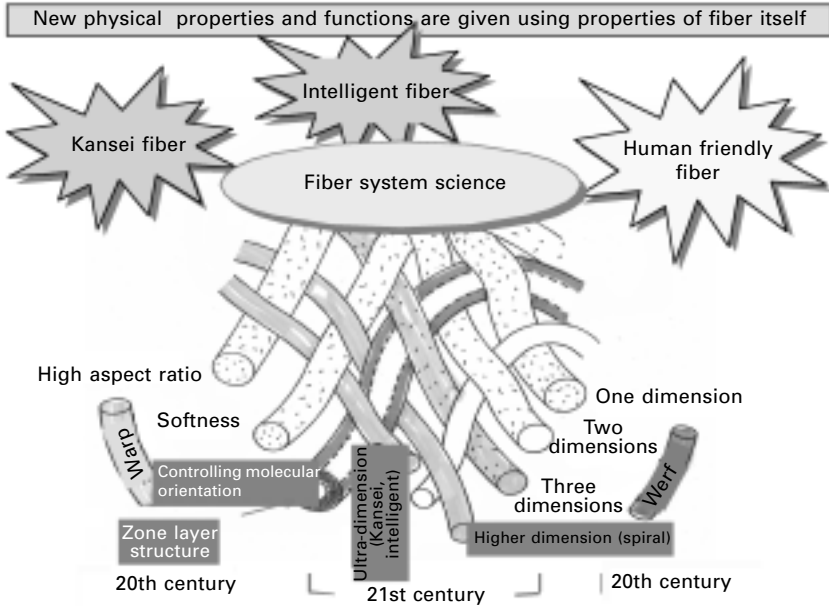 New physical properties and functions are given using properties of fiber itself
Intelligent fiber
Kansei fiber
Human friendly
fiber
Fiber system science
High aspect ratio
One dimension
Softness
Two
dimensions
Warp
Werf
Controlling molecular
orientation
Ultra-dimension
(Kansei,
intelligent)
Three
dimensions
Zone layer
structure
Higher dimension (spiral)
20th century
21st century
20th century